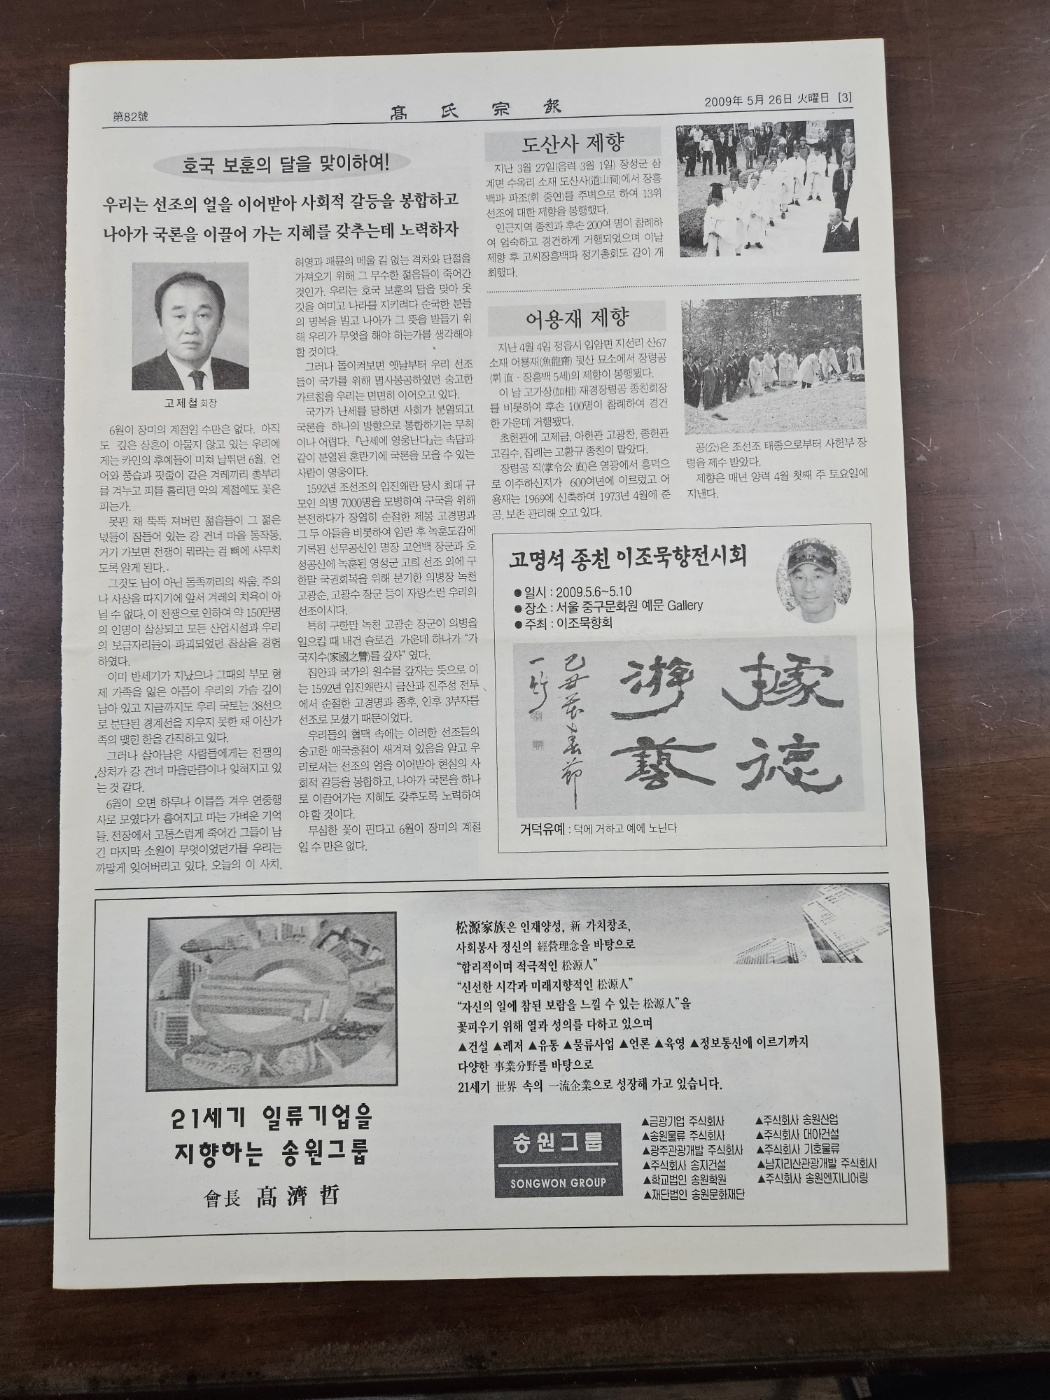 第82號
高氏宗報
2009年 5月 26日 火曜日 [3]
호국 보훈의 달을 맞이하여!
우리는 선조의 얼을 이어받아 사회적 갈등을 봉합하고
나아가 국론을 이끌어 가는 지혜를 갖추는데 노력하자
고제철 회장
6월이 장미의 계절인 수만은 없다. 아직
도 깊은 상흔이 아물지 않고 있는 우리에
게는 카인의 후예들이 미쳐 날뛰던 6월, 언
어와 풍습과 핏줄이 같은 겨레끼리 총부리
를 겨누고 피를 흘리던 악의 계절에도 꽃은
피는가.
못핀 채 뚝뚝 져버린 젊음들이 그 젊은
넋들이 잠들어 있는 강 건너 마을 동작동,
거기 가보면 전쟁이 뭐라는 걸 뼈에 사무치
도록 알게 된다.
그것도 남이 아닌 동족끼리의 싸움, 주의
나 사상을 따지기에 앞서 겨레의 치욕이 아
닐 수 없다. 이 전쟁으로 인하여 약 150만명
의 인명이 살상되고 모든 산업시설과 우리
의 보금자리들이 파괴되었던 참상을 경험
하였다.
이미 반세기가 지났으나 그때의 부모 형
제 가족을 잃은 아픔이 우리의 가슴 깊이
남아 있고 지금까지도 우리 국토는 38선으
로 분단된 경계선을 지우지 못한 채 이산가
족의 맺힌 한을 간직하고 있다.
그러나 살아남은 사람들에게는 전쟁의
상처가 강 건너 마을만큼이나 잊혀지고 있
는 것 같다.
6월이 오면 하루나 이틀쯤 겨우 연중행
사로 모였다가 흩어지고 마는 가벼운 기억
들. 전장에서 고통스럽게 죽어간 그들이 남
긴 마지막 소원이 무엇이었던가를 우리는
까맣게 잊어버리고 있다. 오늘의 이 사치,
허영과 패륜의 메울 길 없는 격차와 단절을
가져오기 위해 그 무수한 젊음들이 죽어간
것인가. 우리는 호국 보훈의 달을 맞아 옷
깃을 여미고 나라를 지키려다 순국한 분들
의 명복을 빌고 나아가 그 뜻을 받들기 위
해 우리가 무엇을 해야 하는가를 생각해야
할 것이다.
그러나 돌이켜보면 옛날부터 우리 선조
들이 국가를 위해 멸사봉공하였던 숭고한
가르침을 우리는 면면히 이어오고 있다.
국가가 난세를 당하면 사회가 분열되고
국론을 하나의 방향으로 봉합하기는 무척
이나 어렵다. 『난세에 영웅난다』는 속담과
같이 분열된 혼란기에 국론을 모을 수 있는
사람이 영웅이다.
1592년 조선조의 임진왜란 당시 최대 규
모인 의병 7000명을 모병하여 구국을 위해
분전하다가 장렬히 순절한 제봉 고경명과
그 두 아들을 비롯하여 임란 후 녹훈도감에
기록된 선무공신인 명장 고언백 장군과 호
성공신에 녹훈된 영성군 고희 선조 외에 구
한말 국권회복을 위해 분기한 의병장 녹천
고광순, 고광수 장군 등이 자랑스런 우리의
선조이시다.
특히 구한말 녹천 고광순 장군이 의병을
일으킬 때 내건 슬로건 가운데 하나가 "가
국지수(家國之讐)를 갚자" 였다.
집안과 국가의 원수를 갚자는 뜻으로 이
는 1592년 임진왜란시 금산과 진주성 전투
에서 순절한 고경명과 종후, 인후 3부자를
선조로 모셨기 때문이었다.
우리들의 혈맥 속에는 이러한 선조들의
숭고한 애국충절이 새겨져 있음을 알고 우
리로서는 선조의 얼을 이어받아 현실의 사
회적 갈등을 봉합하고, 나아가 국론을 하나
로 이끌어가는 지혜도 갖추도록 노력하여
야 할 것이다.
무심한 꽃이 핀다고 6월이 장미의 계절
일 수 만은 없다.
도산사 제향
지난 3월 27일(음력 3월 1일) 장성군 삼
계면 수옥리 소재 도산사(道山祠)에서 장흥
백파 파조(휘 중연)를 주벽으로 하여 13위
선조에 대한 제향을 봉행했다.
인근지역 종친과 후손 200여 명이 참례하
여 엄숙하고 경건하게 거행되었으며 이날
제향 후 고씨장흥백파 정기총회도 같이 개
회했다.
어용재 제향
지난 4월 4일 정읍시 입암면 지선리 산67
소재 어용재(魚龍齋) 뒷산 묘소에서 장령공
(휘 直 · 장흥백 5세)의 제향이 봉행됐다.
이 날 고가상(加相) 재경장령공 종친회장
를 비롯하여 후손 100명이 참례하여 경건
한 가운데 거행됐다.
초헌관에 고제금, 아헌관 고광찬, 종헌관
고김수, 집례는 고황규 종친이 맡았다.
장령공 직(掌令公 直)은 영광에서 흥덕으
로 이주하신지가 600여년에 이르렀고 어
용재는 1969에 신축하여 1973년 4월에 준
공, 보존 관리해 오고 있다.
공(公)은 조선조 태종으로부터 사헌부 장
령을 제수 받았다.
제향은 매년 양력 4월 첫째 주 토요일에
지낸다.
고명석 종친 이조묵향전시회
● 일시 : 2009.5.6~5.10
● 장소 : 서울 중구문화원 예문 Gallery
● 주최 : 이조묵향회
據德
游藝
거덕유예 : 덕에 거하고 예에 노닌다
21세기 일류기업을
지향하는 송원그룹
會長 高濟哲
松源家族은 인재양성, 新 가치창조,
사회봉사 정신의 經營理念을 바탕으로
"합리적이며 적극적인 松源人"
"신선한 시각과 미래지향적인 松源人"
"자신의 일에 참된 보람을 느낄 수 있는 松源人"을
꽃피우기 위해 열과 성의를 다하고 있으며
▲건설 ▲레저 ▲유통 ▲물류사업 ▲언론 ▲육영 ▲정보통신에 이르기까지
다양한 事業分野를 바탕으로
21세기 世界 속의 一流企業으로 성장해 가고 있습니다.
송원그룹
SONGWON GROUP
▲금광기업 주식회사
▲송원물류 주식회사
▲광주관광개발 주식회사
▲주식회사 송지건설
▲학교법인 송원학원
▲재단법인 송원문화재단
▲주식회사 송원산업
▲주식회사 대아건설
▲주식회사 기호물류
▲남지리산관광개발 주식회사
▲주식회사 송원엔지니어링